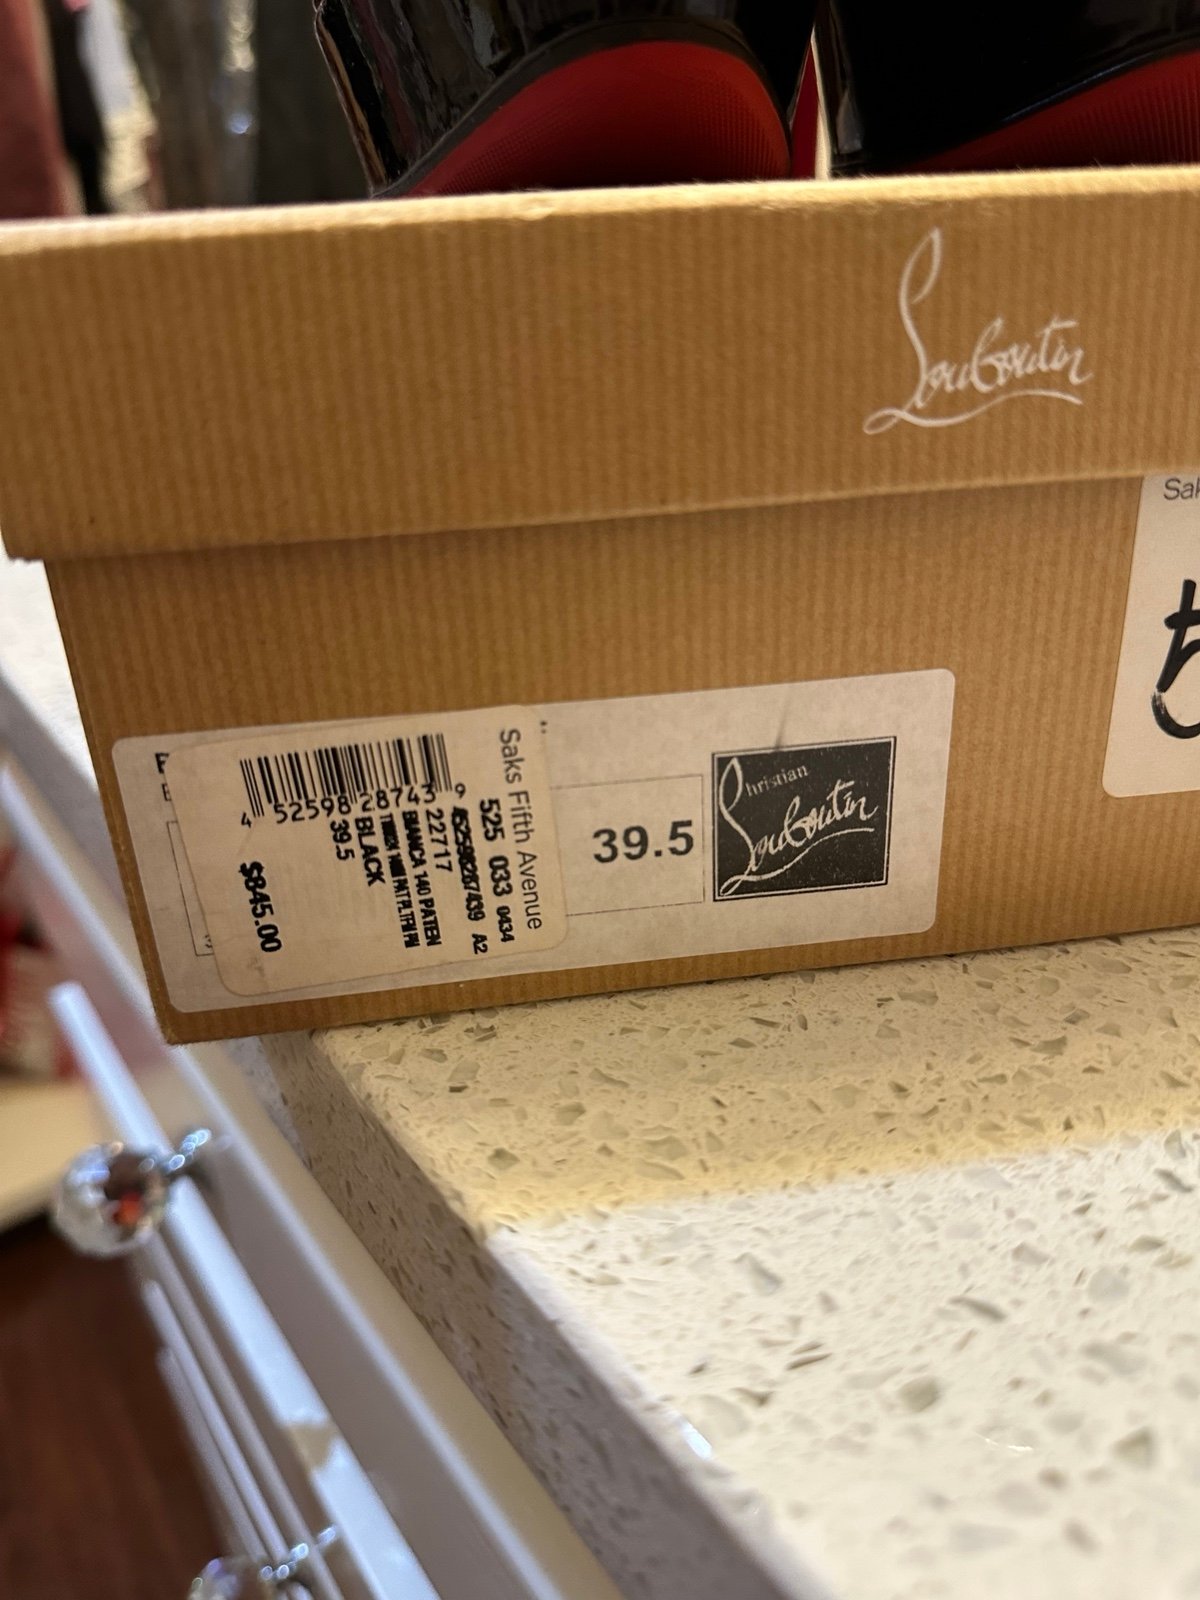 Louboutin
Sak
Saks Fifth Avenue
525 033 0434
452598287439 A2
22717
BIANCA 140 PATEN
BLACK
39.5
4 52598 28743 9
$845.00
39.5
Christian
Louboutin